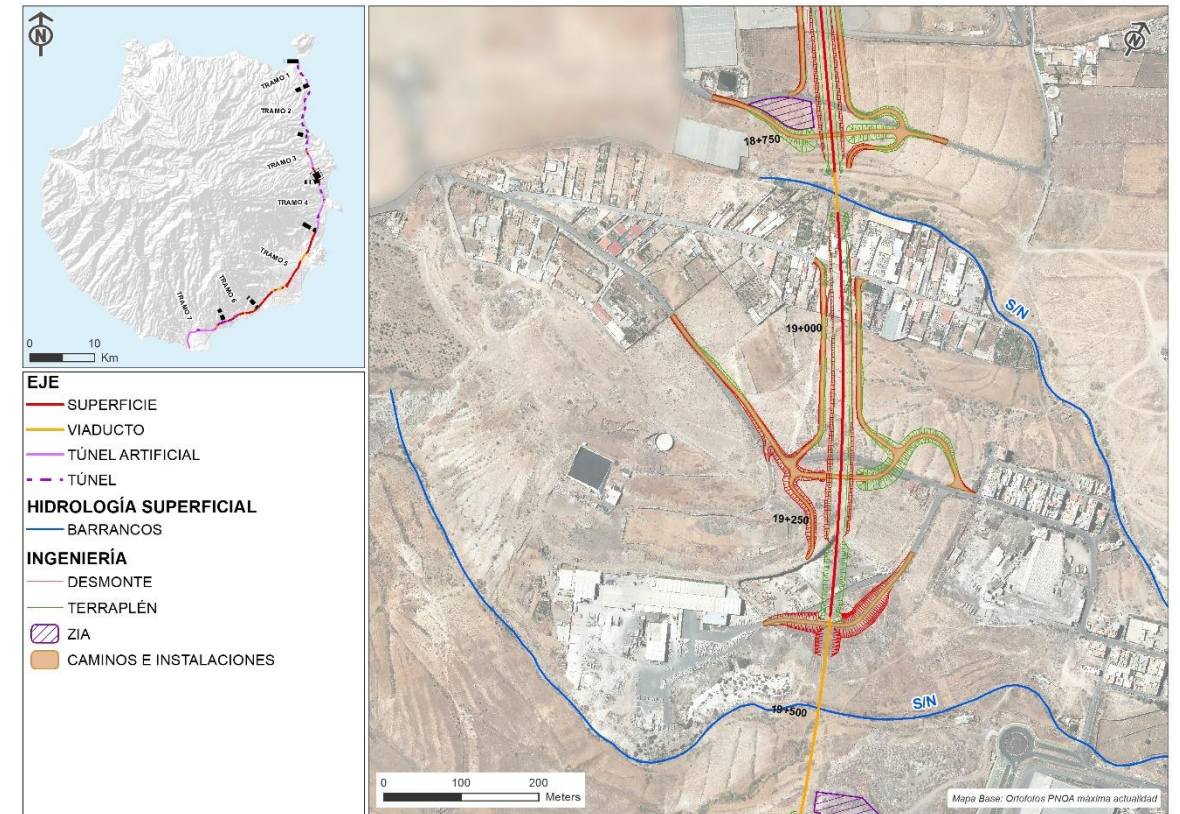 N
TRAMO 1
TRAMO 2
TRAMO 3
TRAMO 4
TRAMO 5
TRAMO 6
TRAMO 7
0 10
Km
EJE
SUPERFICIE
VIADUCTO
TÚNEL ARTIFICIAL
TÚNEL
HIDROLOGÍA SUPERFICIAL
BARRANCOS
INGENIERÍA
DESMONTE
TERRAPLÉN
ZIA
CAMINOS E INSTALACIONES
N
18+750
S/N
19+000
19+250
S/N
19+500
0 100 200
Meters
Mapa Base: Ortofotos PNOA máxima actualidad